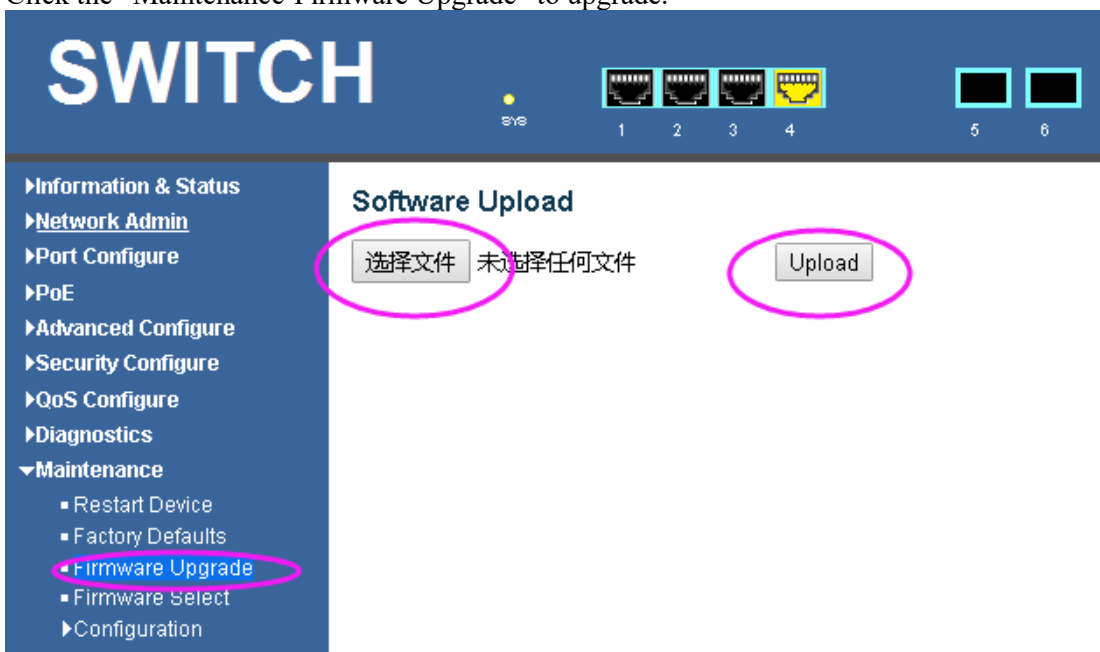 Click the "Maintenance-Firmware Upgrade" to upgrade.
SWITCH
SYS
1 2 3 4 5 6
Information & Status
Network Admin
Port Configure
PoE
Advanced Configure
Security Configure
QoS Configure
Diagnostics
Maintenance
Restart Device
Factory Defaults
Firmware Upgrade
Firmware Select
Configuration
Software Upload
选择文件 未选择任何文件 Upload